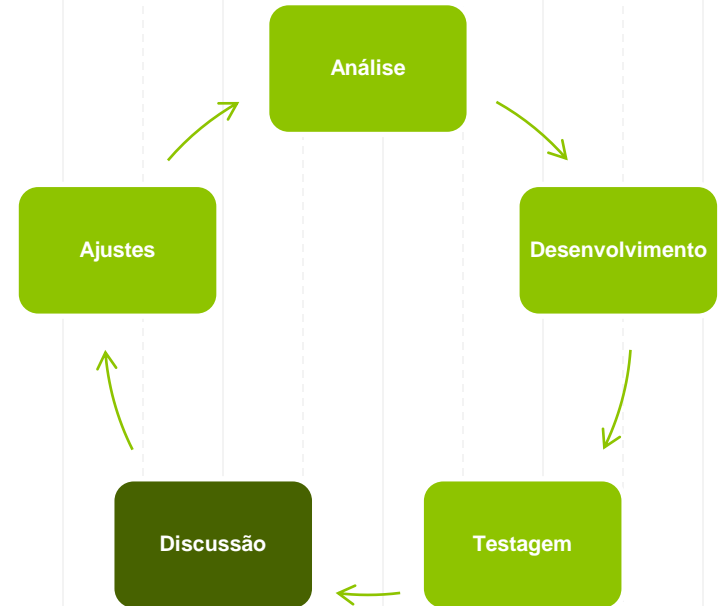 Análise
Desenvolvimento
Testagem
Discussão
Ajustes